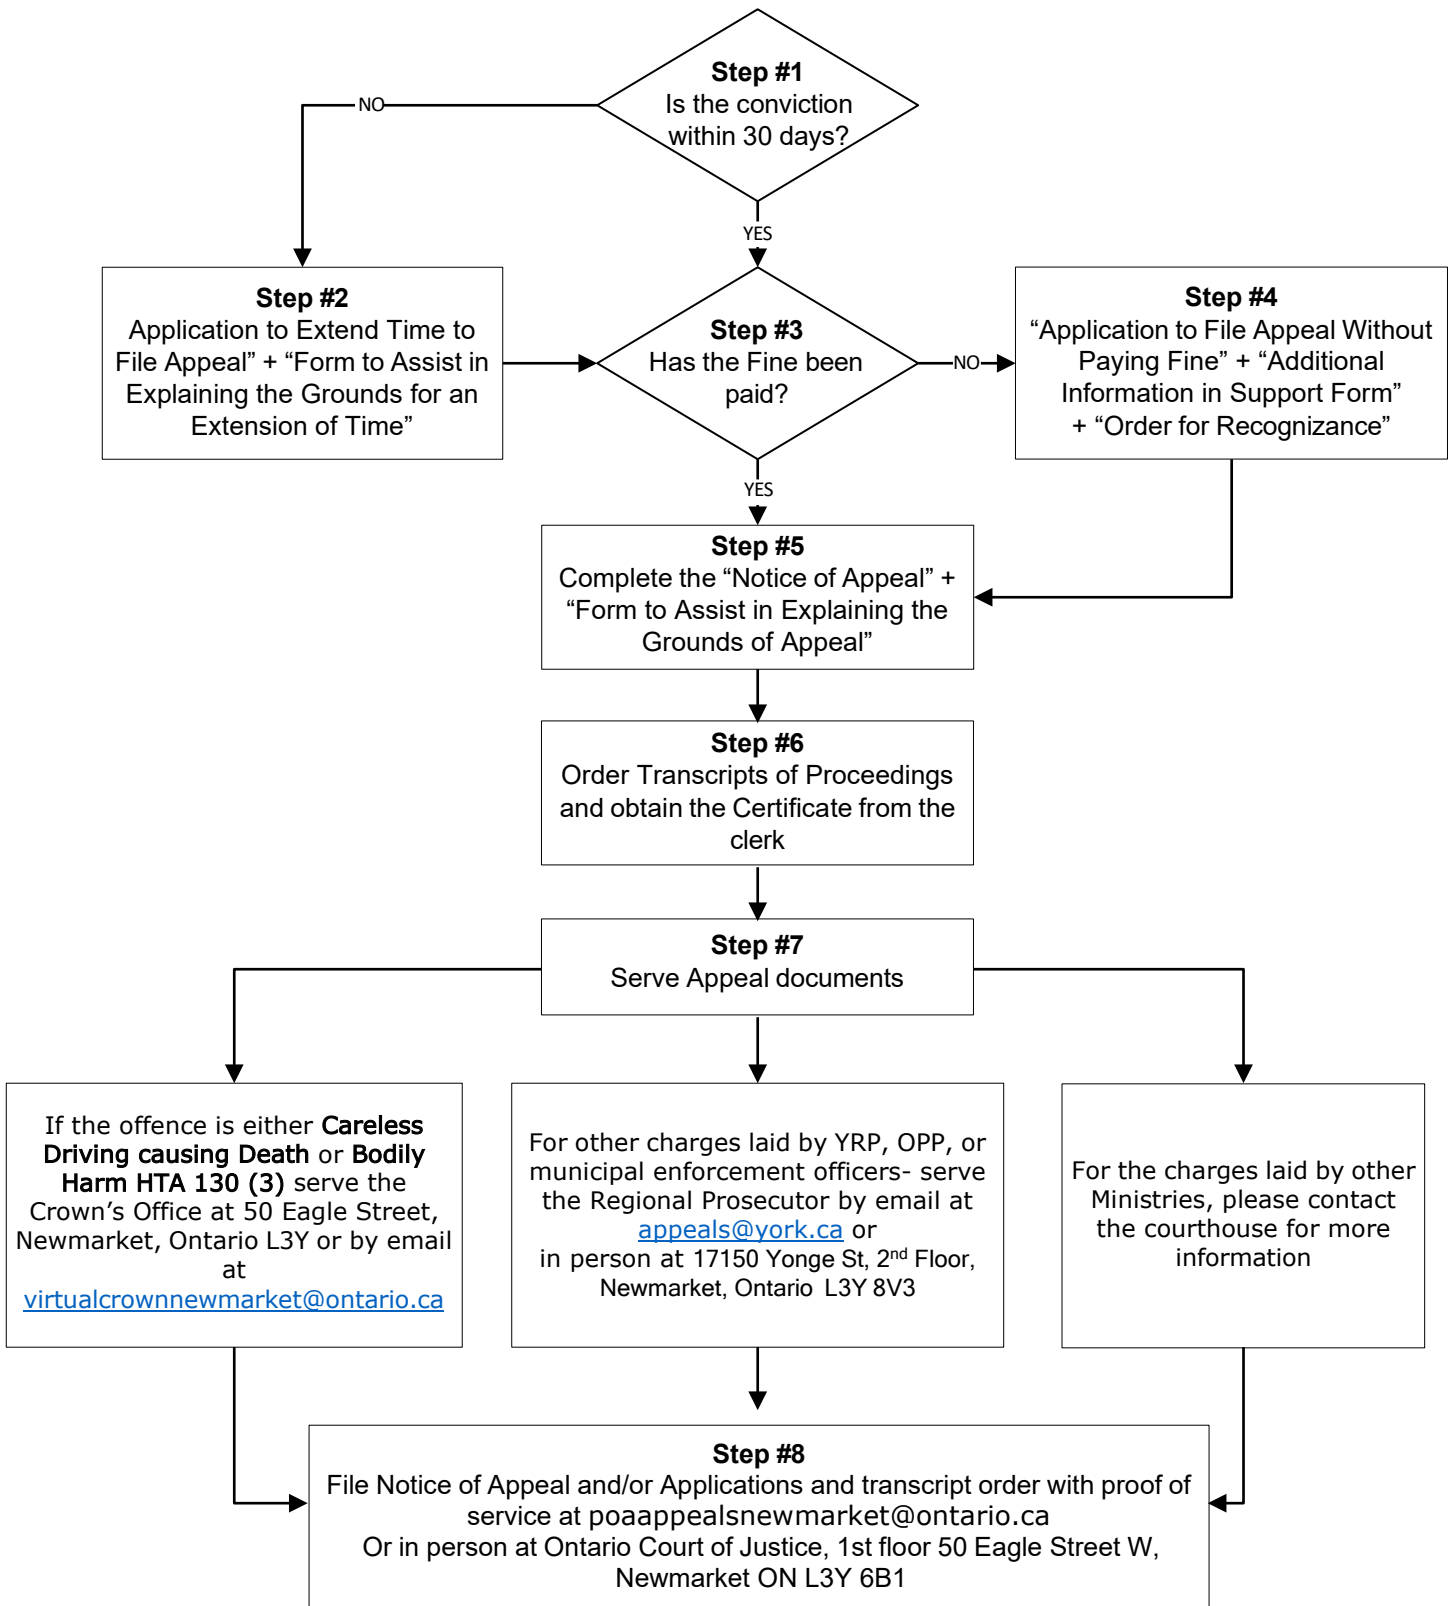 Step #1
Is the conviction
within 30 days?
NO
YES
Step #2
Application to Extend Time to
File Appeal” + “Form to Assist in
Explaining the Grounds for an
Extension of Time”
Step #3
Has the Fine been
paid?
NO
Step #4
“Application to File Appeal Without
Paying Fine” + “Additional
Information in Support Form”
+ “Order for Recognizance”
YES
Step #5
Complete the “Notice of Appeal” +
“Form to Assist in Explaining the
Grounds of Appeal”
Step #6
Order Transcripts of Proceedings
and obtain the Certificate from the
clerk
Step #7
Serve Appeal documents
If the offence is either Careless
Driving causing Death or Bodily
Harm HTA 130 (3) serve the
Crown’s Office at 50 Eagle Street,
Newmarket, Ontario L3Y or by email
at
virtualcrownnewmarket@ontario.ca
For other charges laid by YRP, OPP, or
municipal enforcement officers- serve
the Regional Prosecutor by email at
appeals@york.ca or
in person at 17150 Yonge St, 2nd Floor,
Newmarket, Ontario L3Y 8V3
For the charges laid by other
Ministries, please contact
the courthouse for more
information
Step #8
File Notice of Appeal and/or Applications and transcript order with proof of
service at poaappealsnewmarket@ontario.ca
Or in person at Ontario Court of Justice, 1st floor 50 Eagle Street W,
Newmarket ON L3Y 6B1